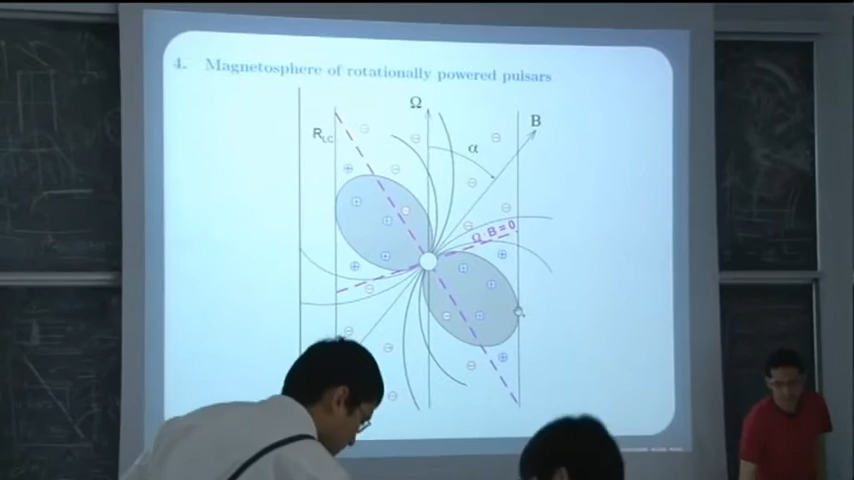 4. Magnetosphere of rotationally powered pulsars
Ω
B
R_LC
α
Ω·B=0